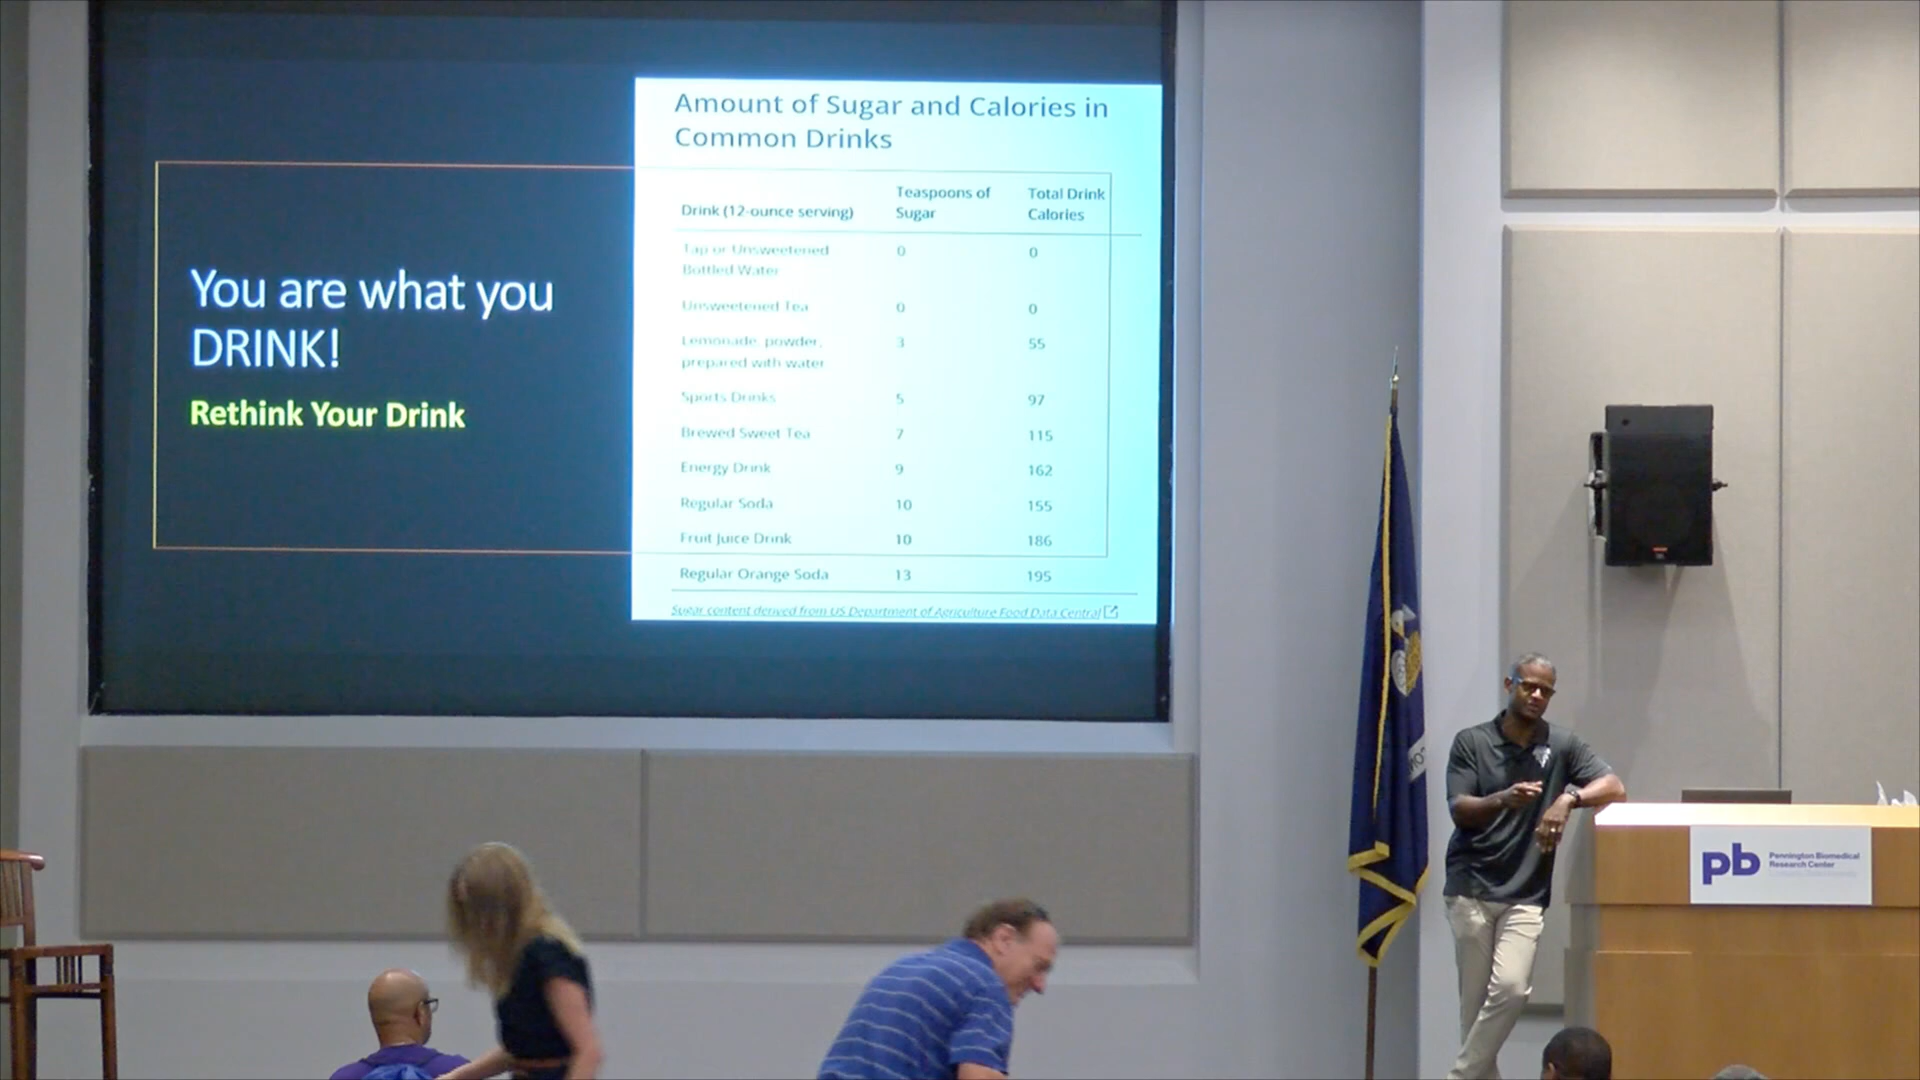 You are what you
DRINK!
Rethink Your Drink
Amount of Sugar and Calories in
Common Drinks
Drink (12-ounce serving) Teaspoons of Sugar Total Drink Calories
Tap or Unsweetened
Bottled Water 0 0
Unsweetened Tea 0 0
Lemonade, powder,
prepared with water 3 55
Sports Drinks 5 97
Brewed Sweet Tea 7 115
Energy Drink 9 162
Regular Soda 10 155
Fruit Juice Drink 10 186
Regular Orange Soda 13 195
Sugar content derived from US Department of Agriculture Food Data Central
pb
Pennington Biomedical
Research Center